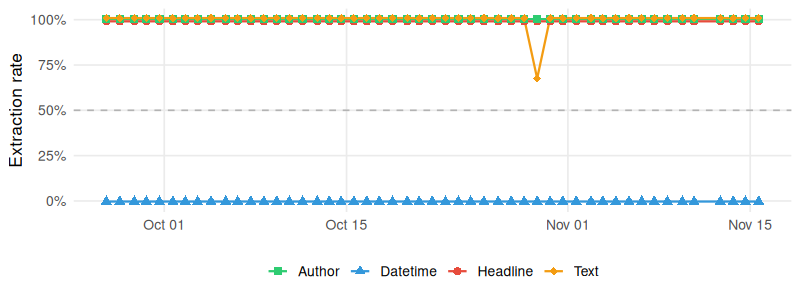 Extraction rate
100%
75%
50%
25%
0%
Oct 01 Oct 15 Nov 01 Nov 15
Author Datetime Headline Text